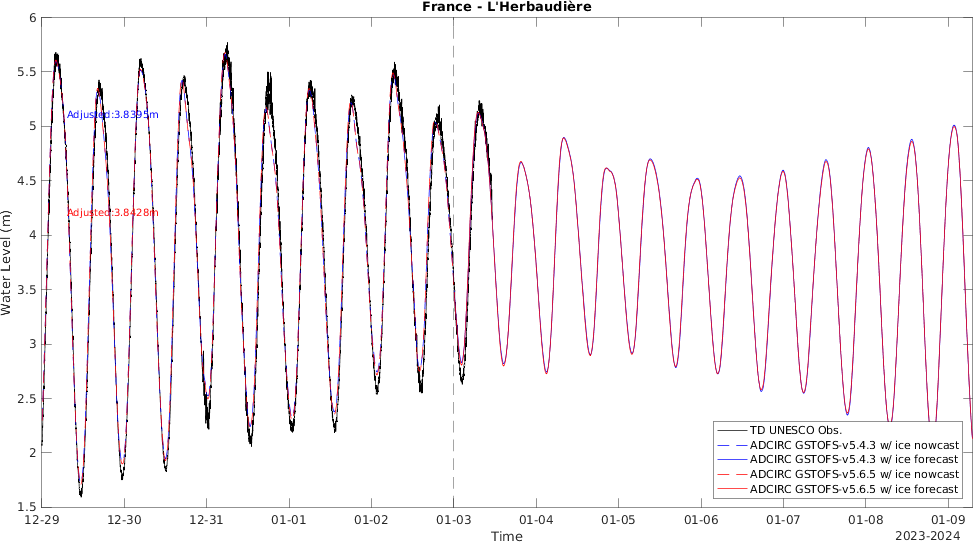 France - L'Herbaudière
6
5.5
5
4.5
4
3.5
3
2.5
2
1.5
Water Level (m)
Adjusted:3.8395m
Adjusted:3.8428m
TD UNESCO Obs.
ADCIRC GSTOFS-v5.4.3 w/ ice nowcast
ADCIRC GSTOFS-v5.4.3 w/ ice forecast
ADCIRC GSTOFS-v5.6.5 w/ ice nowcast
ADCIRC GSTOFS-v5.6.5 w/ ice forecast
12-29 12-30 12-31 01-01 01-02 01-03 01-04 01-05 01-06 01-07 01-08 01-09
Time
2023-2024